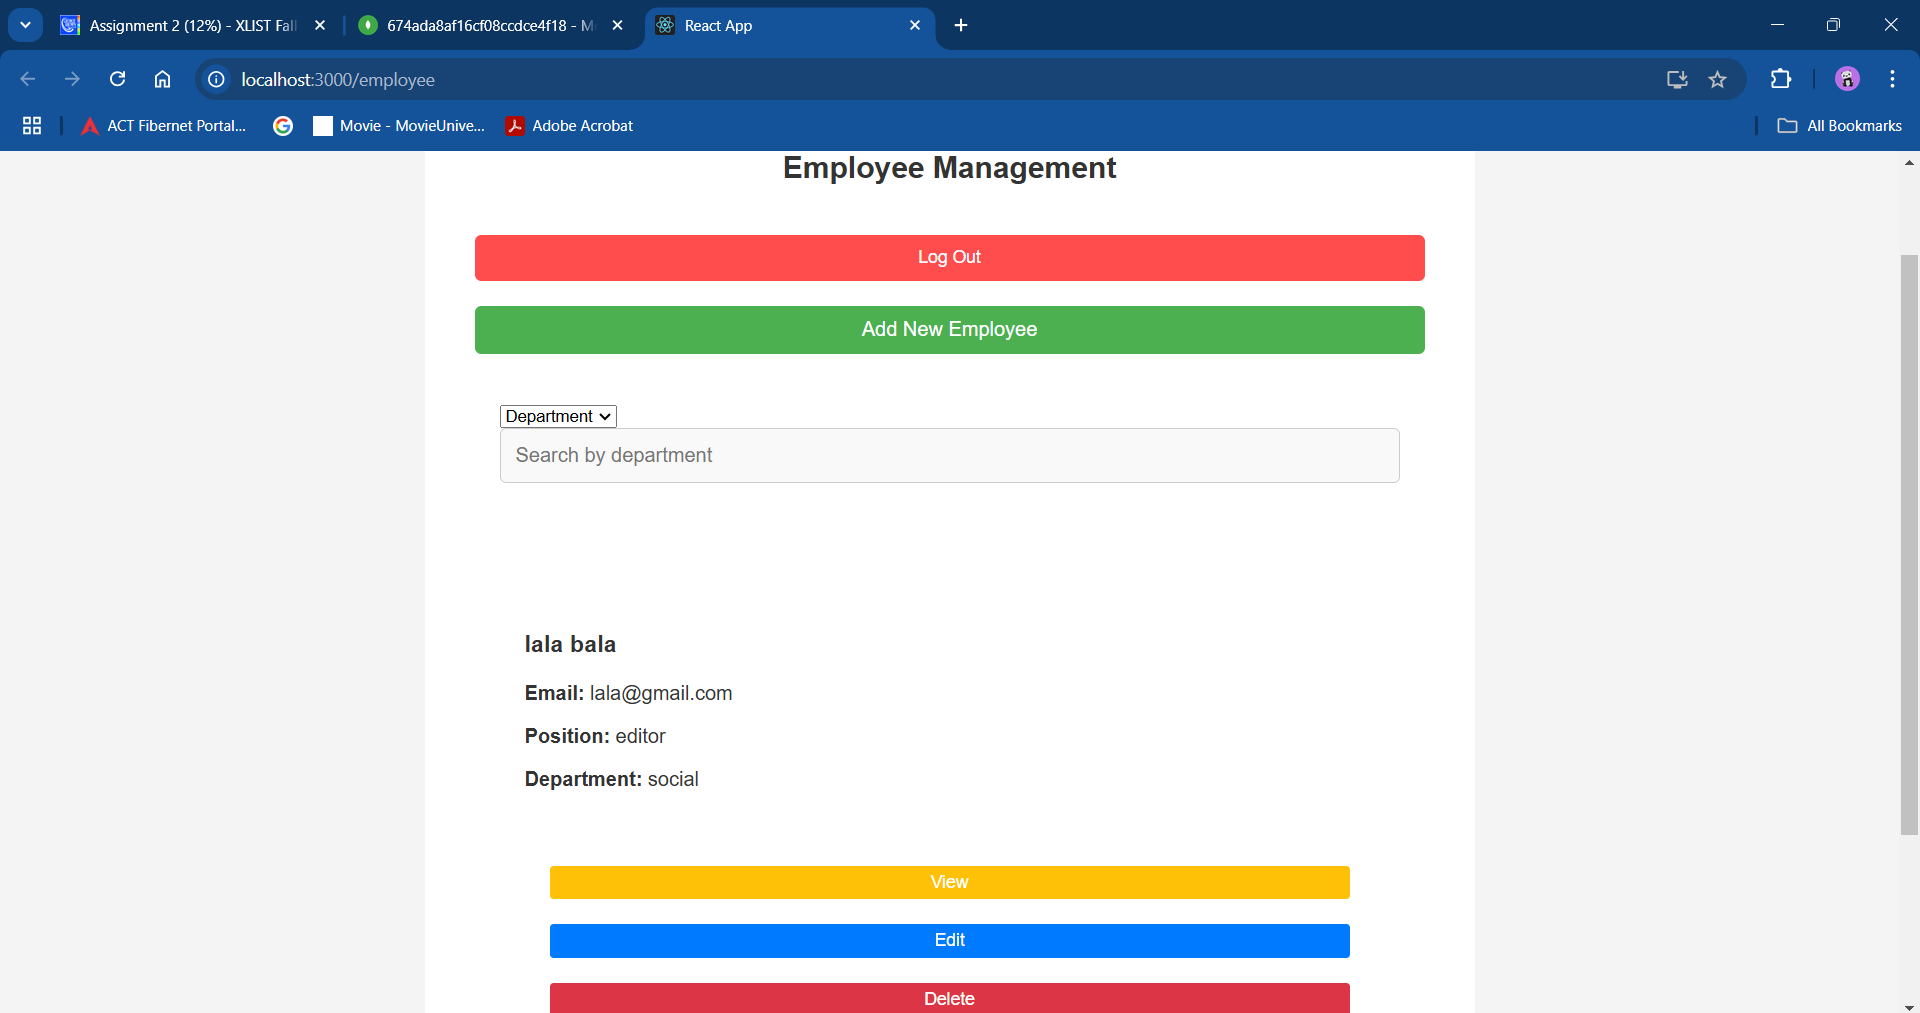 Assignment 2 (12%) - XLIST Fall
674ada8af16cf08ccdce4f18 - M
React App
localhost:3000/employee
ACT Fibernet Portal...
Movie - MovieUnive...
Adobe Acrobat
All Bookmarks
Employee Management
Log Out
Add New Employee
Department
Search by department
lala bala
Email: lala@gmail.com
Position: editor
Department: social
View
Edit
Delete